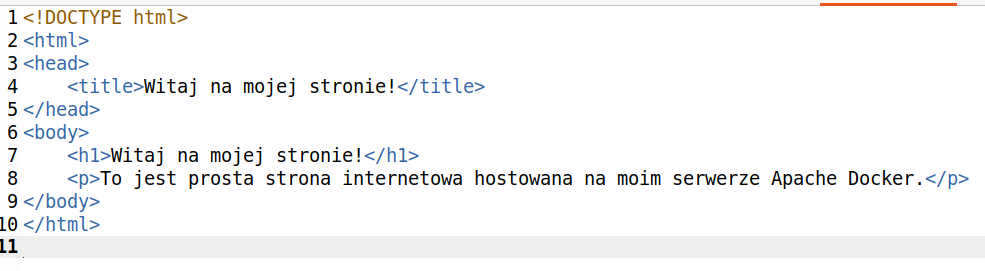 1 <!DOCTYPE html>
2 <html>
3 <head>
4     <title>Witaj na mojej stronie!</title>
5 </head>
6 <body>
7     <h1>Witaj na mojej stronie!</h1>
8     <p>To jest prosta strona internetowa hostowana na moim serwerze Apache Docker.</p>
9 </body>
10 </html>
11